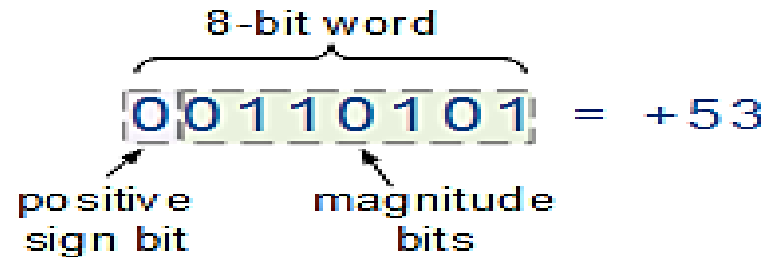 8-bit word
00110101 = +53
positive
sign bit
magnitude
bits